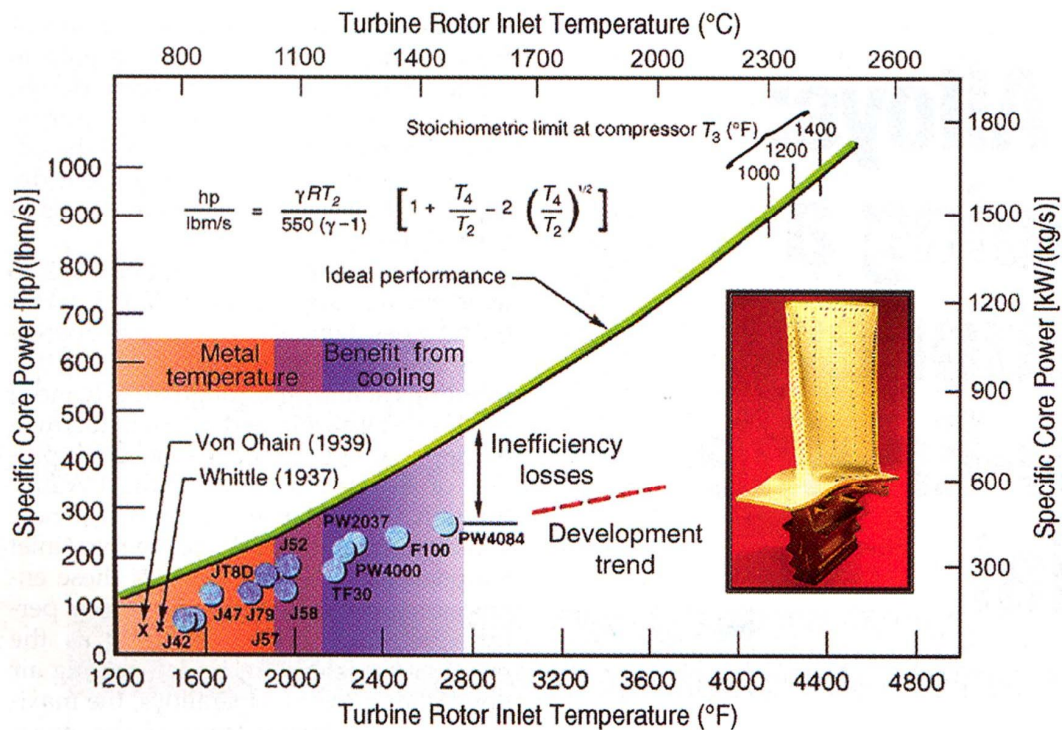 Turbine Rotor Inlet Temperature (°C)
800 1100 1400 1700 2000 2300 2600
Stoichiometric limit at compressor T3 (°F)
1000
1200
1400
hp/lbm/s = γRT2/550 (γ−1) [1 + T4/T2 − 2 (T4/T2)^1/2]
Ideal performance
Metal temperature
Benefit from cooling
Von Ohain (1939)
Whittle (1937)
Inefficiency
losses
Development
trend
PW2037
J52
JT8D
F100
PW4084
PW4000
TF30
J42
J47
J79
J58
J57
Specific Core Power [hp/(lbm/s)]
1000
900
800
700
600
500
400
300
200
100
0
Specific Core Power [kW/(kg/s)]
1800
1500
1200
900
600
300
1200 1600 2000 2400 2800 3200 3600 4000 4400 4800
Turbine Rotor Inlet Temperature (°F)